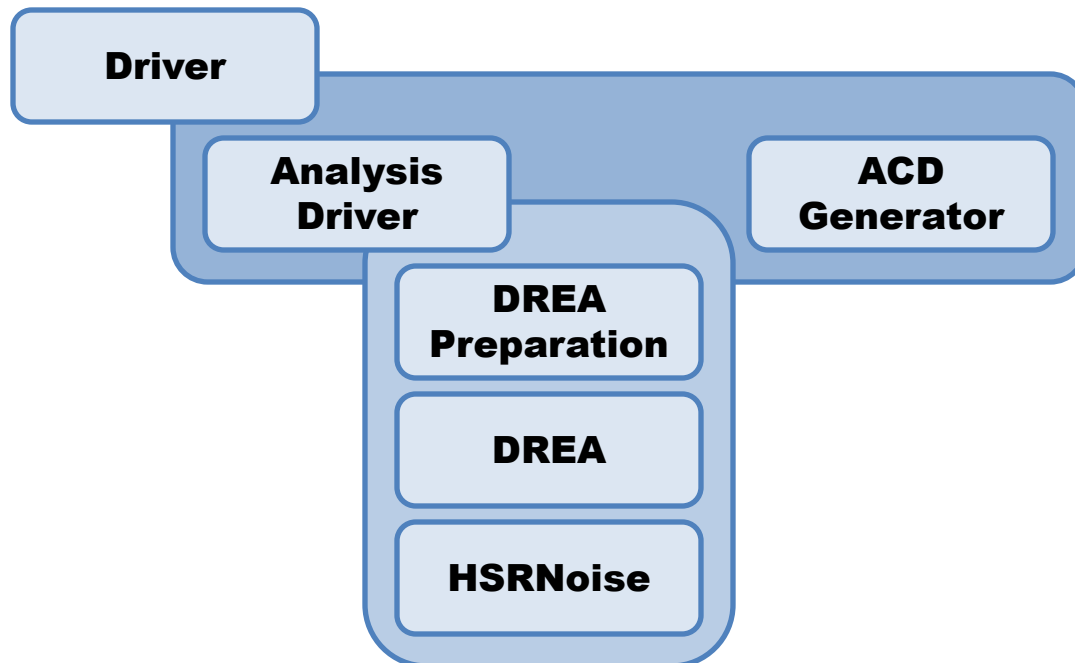 Driver
Analysis
Driver
ACD
Generator
DREA
Preparation
DREA
HSRNoise